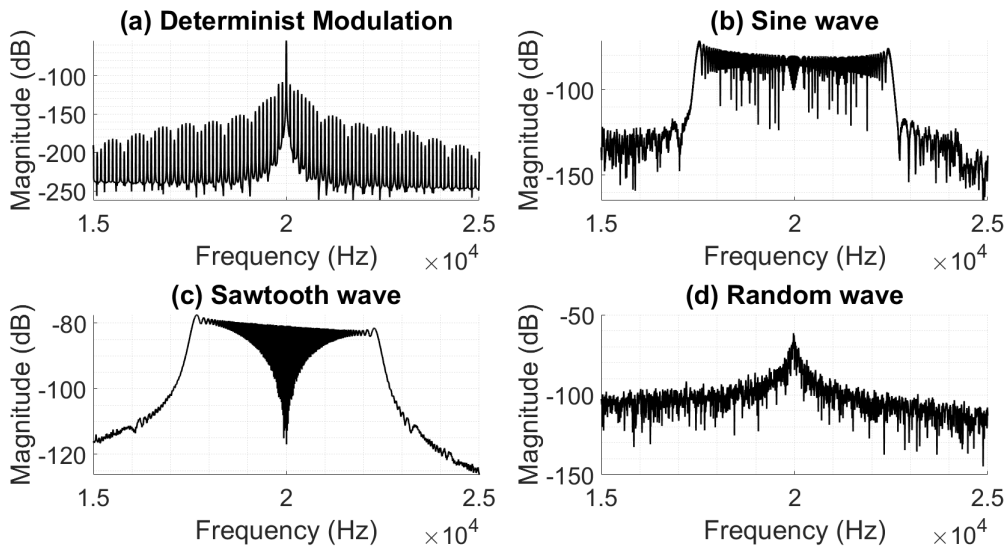 (a) Determinist Modulation
Magnitude (dB)
-100
-150
-200
-250
1.5
2
2.5
Frequency (Hz)
×10^4
(b) Sine wave
Magnitude (dB)
-100
-150
1.5
2
2.5
Frequency (Hz)
×10^4
(c) Sawtooth wave
Magnitude (dB)
-80
-100
-120
1.5
2
2.5
Frequency (Hz)
×10^4
(d) Random wave
Magnitude (dB)
-50
-100
-150
1.5
2
2.5
Frequency (Hz)
×10^4